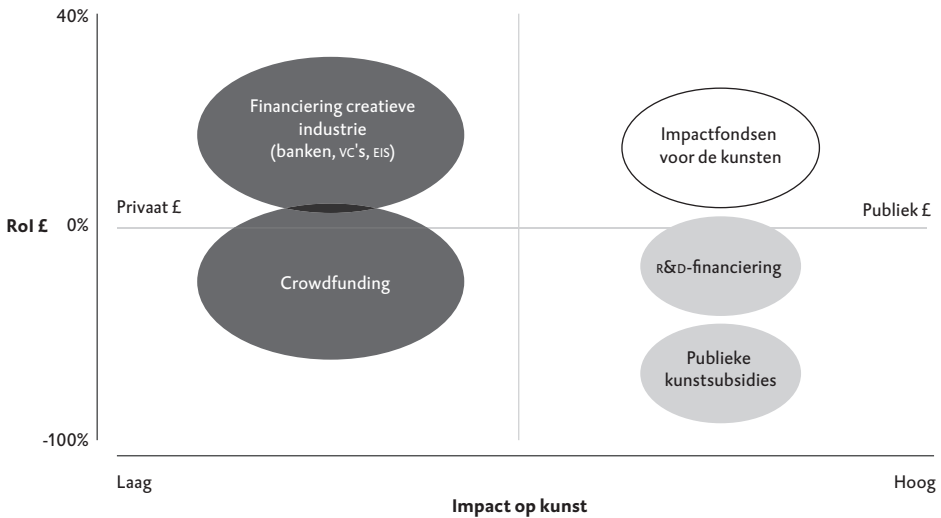 40%
Financiering creatieve
industrie
(banken, VC's, EIS)
Impactfondsen
voor de kunsten
Privaat £
Publiek £
RoI £
0%
R&D-financiering
Crowdfunding
Publieke
kunstsubsidies
-100%
Laag
Hoog
Impact op kunst